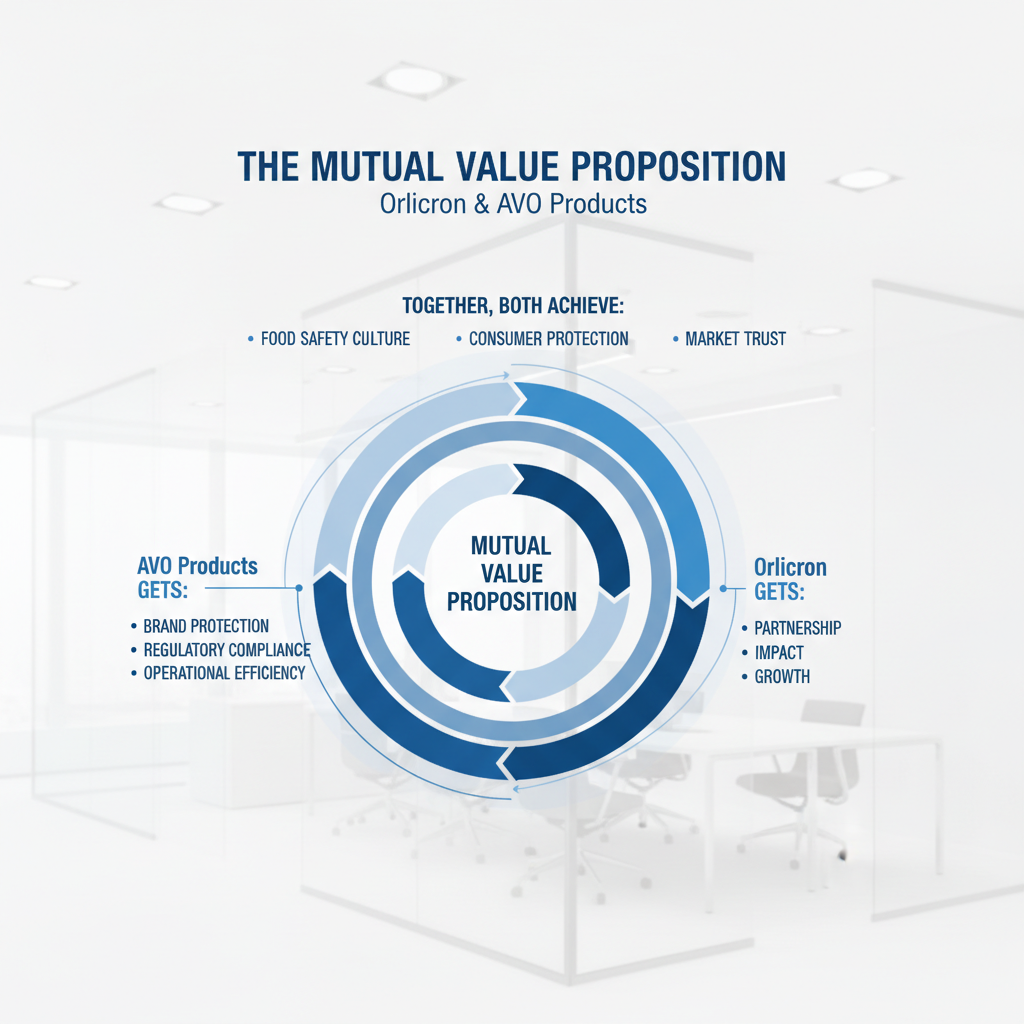 THE MUTUAL VALUE PROPOSITION
Orlicron & AVO Products
TOGETHER, BOTH ACHIEVE:
• FOOD SAFETY CULTURE • CONSUMER PROTECTION • MARKET TRUST
MUTUAL
VALUE
PROPOSITION
AVO Products
GETS:
• BRAND PROTECTION
• REGULATORY COMPLIANCE
• OPERATIONAL EFFICIENCY
Orlicron
GETS:
• PARTNERSHIP
• IMPACT
• GROWTH